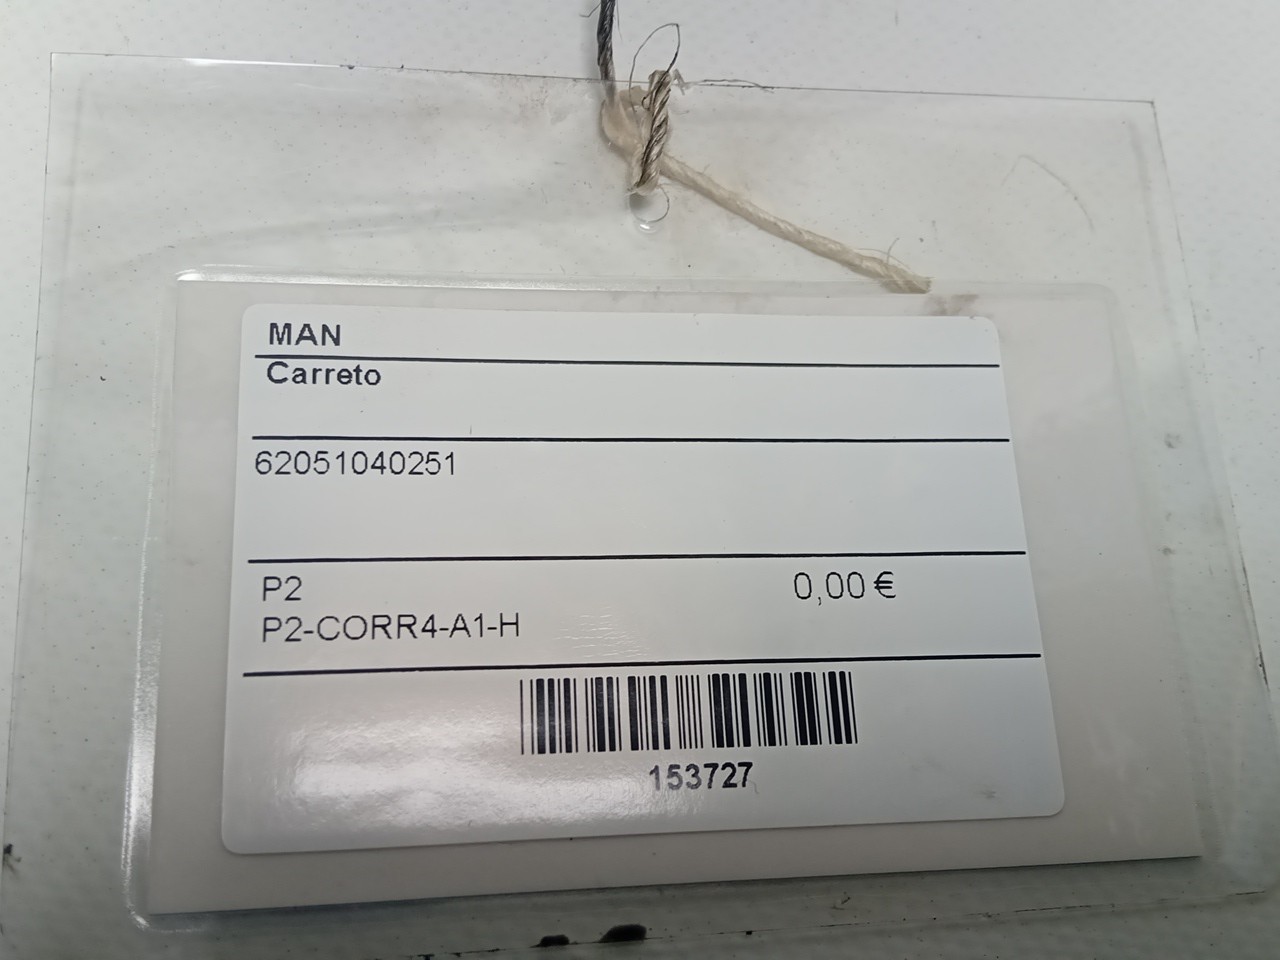 MAN
Carreto
62051040251
P2
0,00 €
P2-CORR4-A1-H
153727